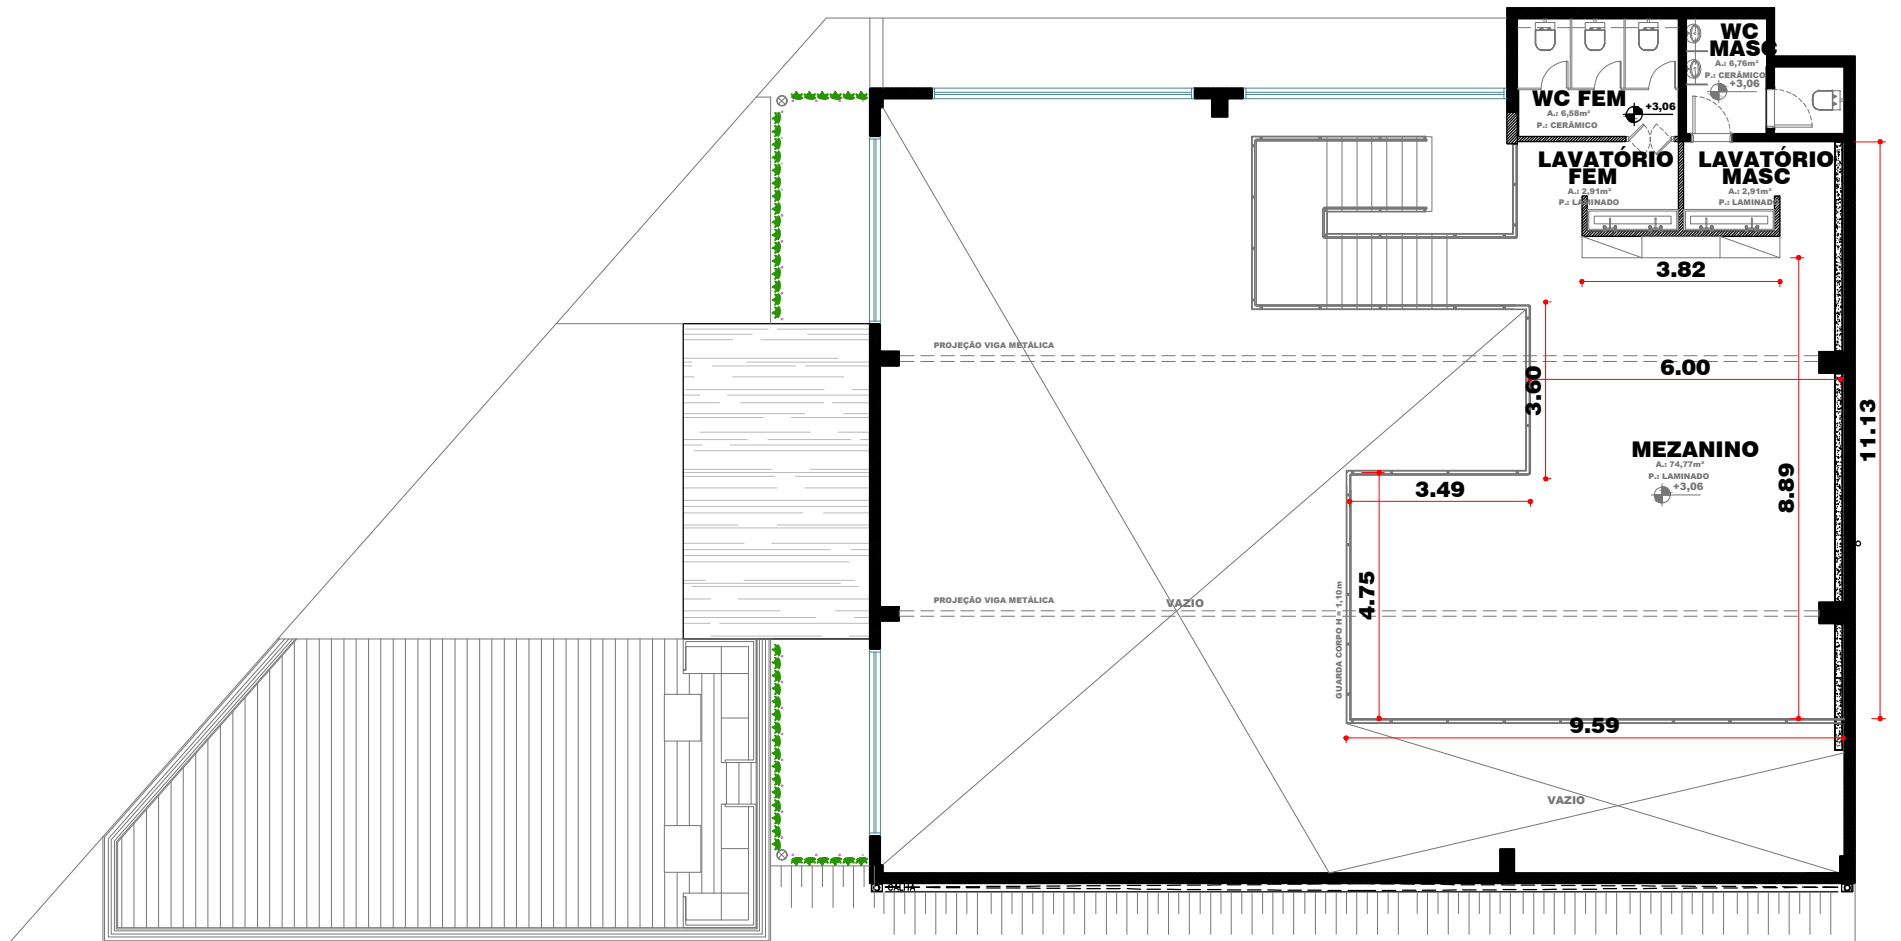 WC
MASC
A.: 6,76m²
P.: CERÂMICO
+3,06
WC FEM
A.: 6,58m²
P.: CERÂMICO
+3,06
LAVATÓRIO
FEM
A.: 2,91m²
P.: LAMINADO
LAVATÓRIO
MASC
A.: 2,91m²
P.: LAMINADO
3.82
PROJEÇÃO VIGA METÁLICA
6.00
3.60
11.13
MEZANINO
A.: 74,77m²
P.: LAMINADO
+3,06
8.89
3.49
4.75
PROJEÇÃO VIGA METÁLICA
VAZIO
GUARDA CORPO H = 1,10m
9.59
VAZIO
CALHA